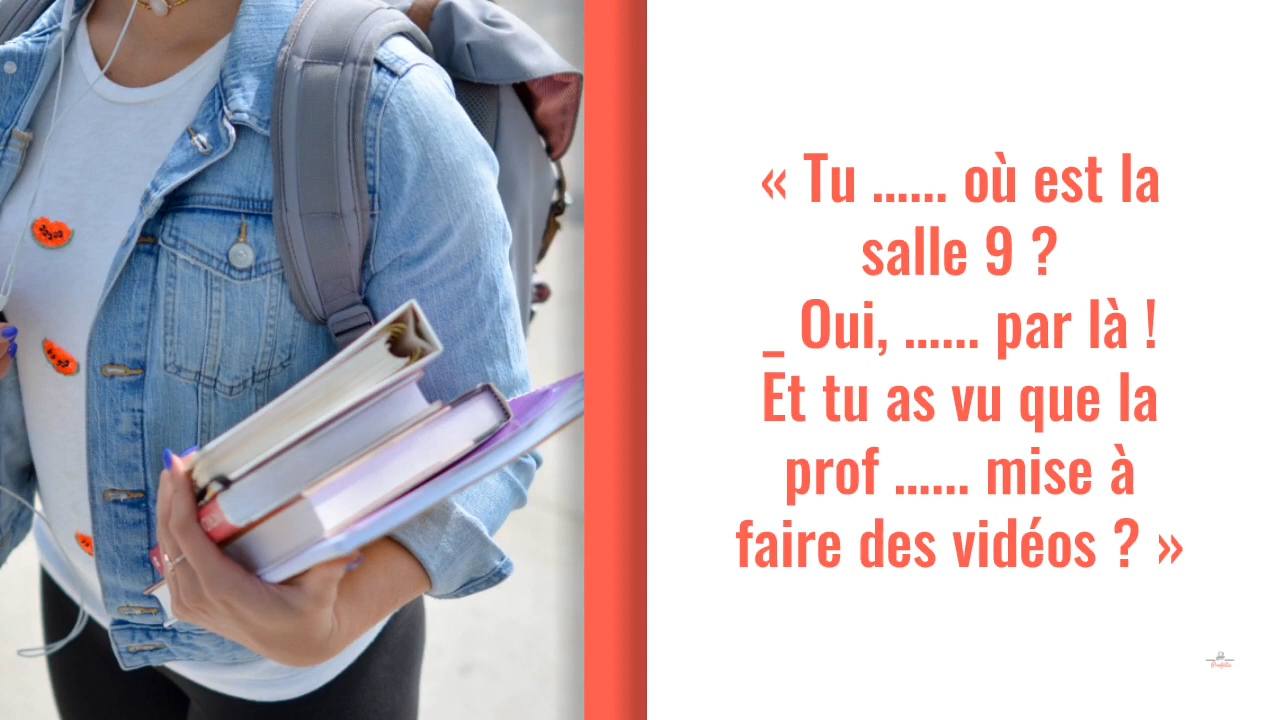 « Tu ...... où est la
salle 9 ?
_ Oui, ...... par là !
Et tu as vu que la
prof ...... mise à
faire des vidéos ? »